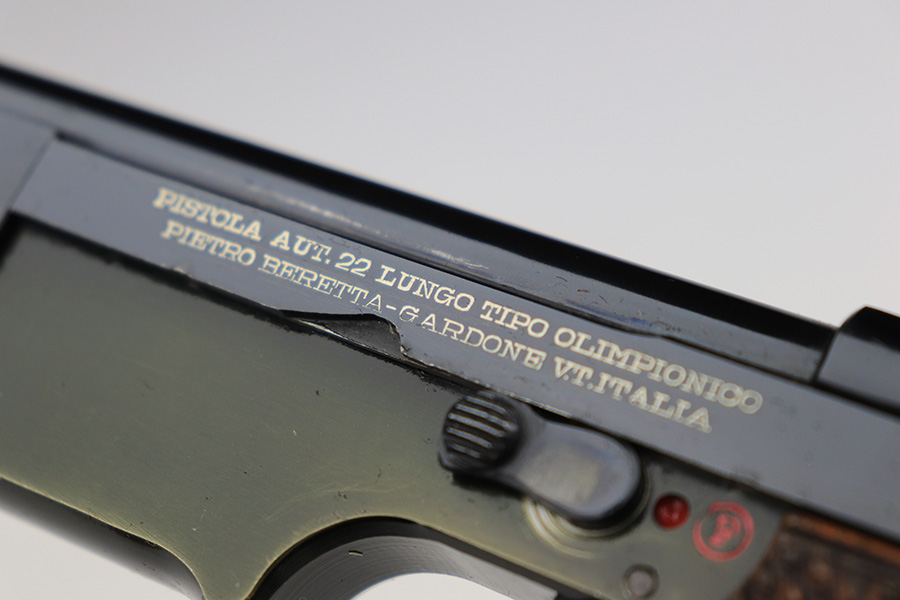 PISTOLA AUT. 22 LUNGO TIPO OLIMPIONICO
PIETRO BERETTA-GARDONE V.T. ITALIA
F